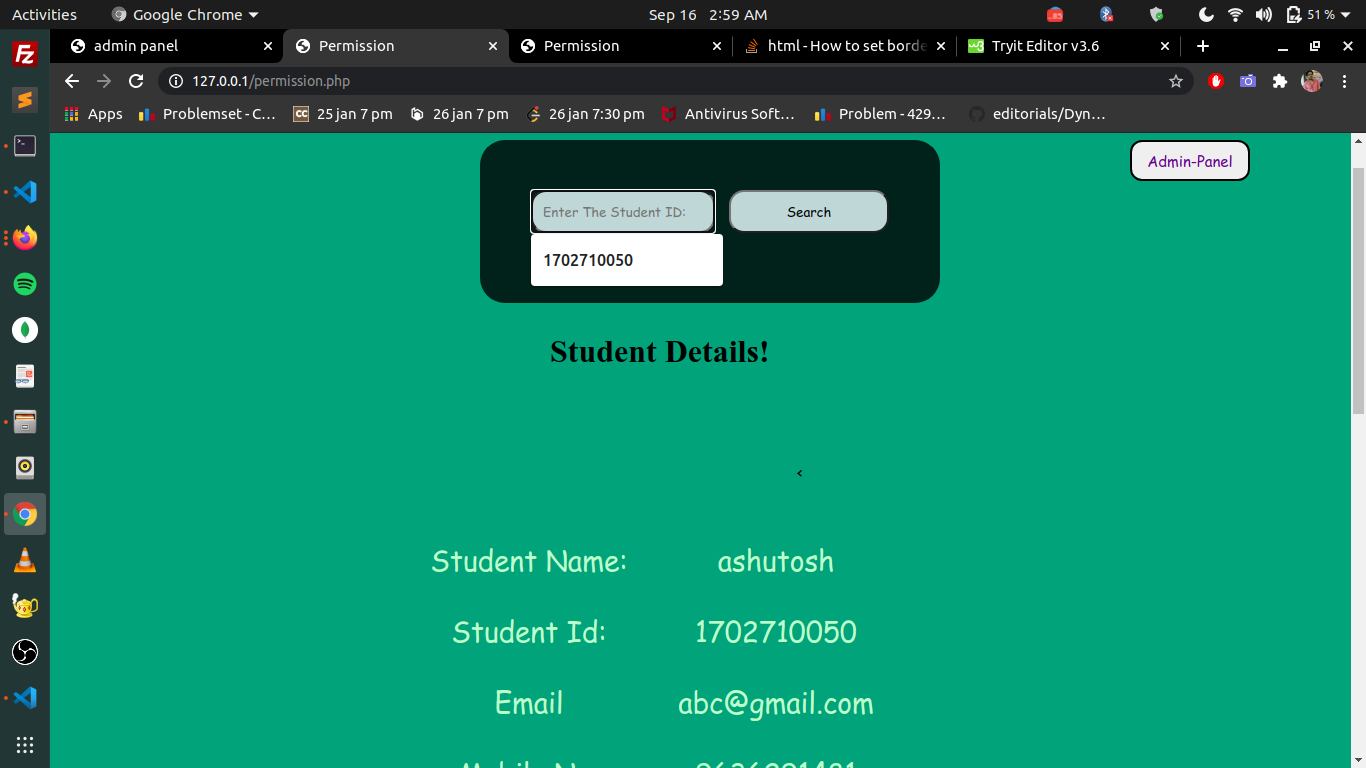 Activities Google Chrome Sep 16 2:59 AM 51 %
admin panel Permission Permission html - How to set borde Tryit Editor v3.6
127.0.0.1/permission.php
Apps Problemset - C... 25 jan 7 pm 26 jan 7 pm 26 jan 7:30 pm Antivirus Soft... Problem - 429... editorials/Dyn...
Admin-Panel
Enter The Student ID: Search
1702710050
Student Details!
<
Student Name: ashutosh
Student Id: 1702710050
Email abc@gmail.com